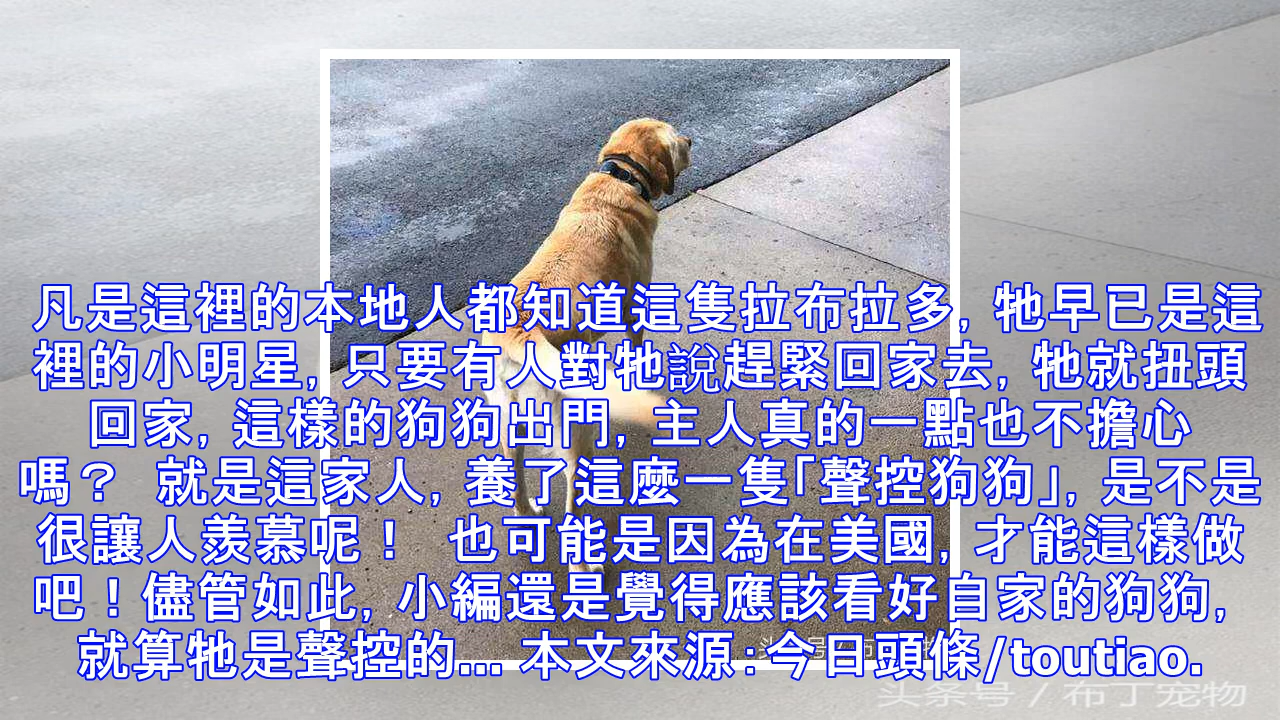 凡是這裡的本地人都知道這隻拉布拉多, 牠早已是這
裡的小明星, 只要有人對牠說趕緊回家去, 牠就扭頭
回家, 這樣的狗狗出門, 主人真的一點也不擔心
嗎？ 就是這家人, 養了這麼一隻「聲控狗狗」, 是不是
很讓人羨慕呢！ 也可能是因為在美國, 才能這樣做
吧！儘管如此, 小編還是覺得應該看好自家的狗狗,
就算牠是聲控的... 本文來源:今日頭條/toutiao.
头条号 / 布丁宠物